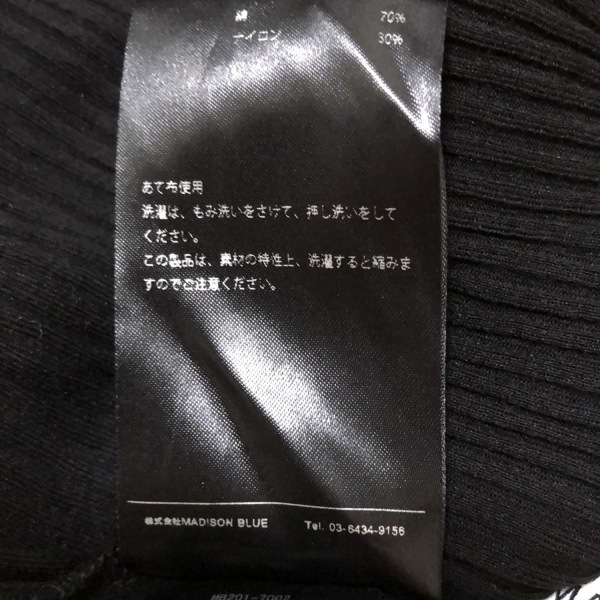 綿 70%
ナイロン 30%
あて布使用
洗濯は、もみ洗いをさけて、押し洗いをして
ください。
この製品は、素材の特性上、洗濯すると縮みま
すのでご注意ください。
株式会社MADISON BLUE Tel. 03-6434-9156
MB201-7002